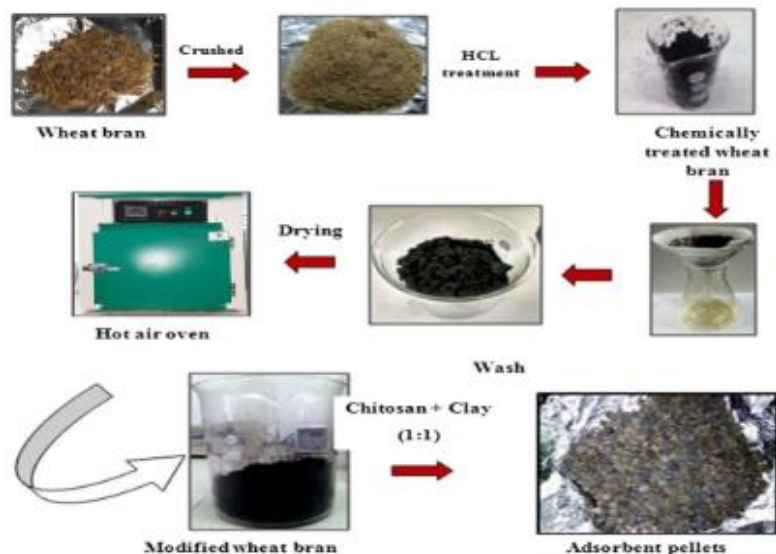 Crushed
HCL
treatment
Wheat bran
Chemically
treated wheat
bran
Drying
Hot air oven
Wash
Chitosan + Clay
(1:1)
Modified wheat bran
Adsorbent pellets